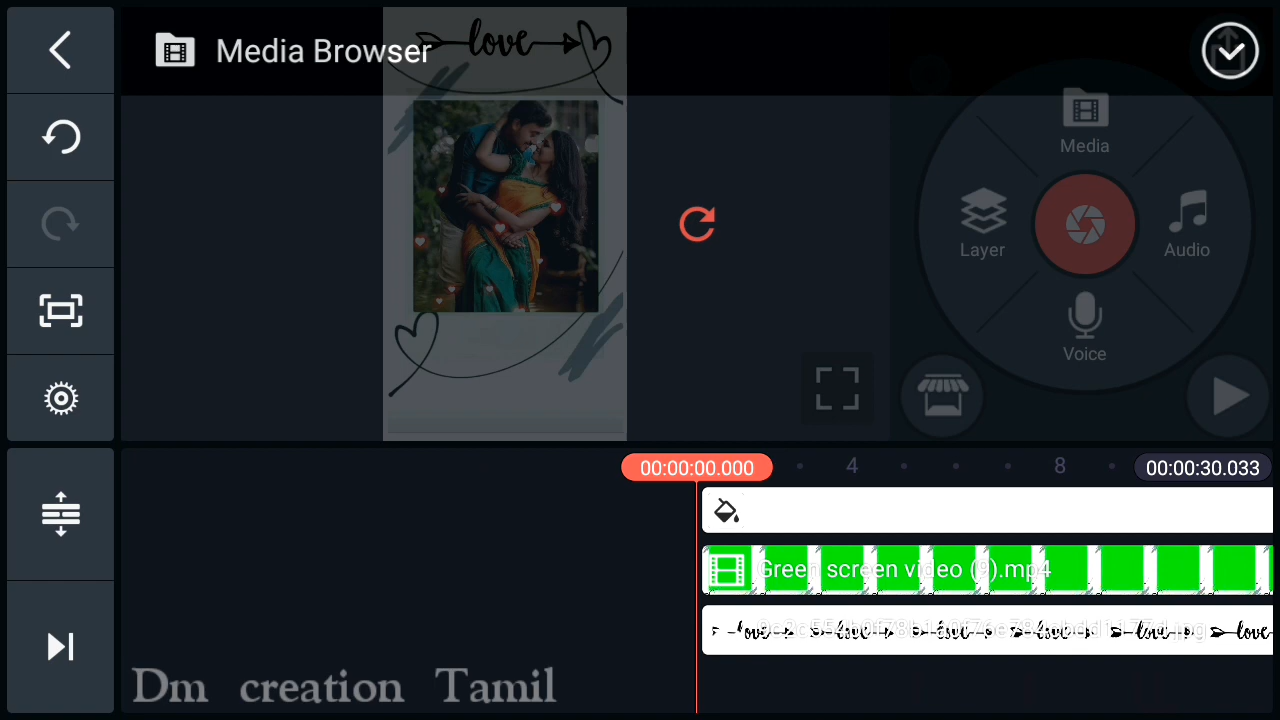 love
Media Browser
Media
Layer
Audio
Voice
00:00:00.000
4
8
00:00:30.033
Green screen video (9).mp4
love love love love love love
Dm creation Tamil